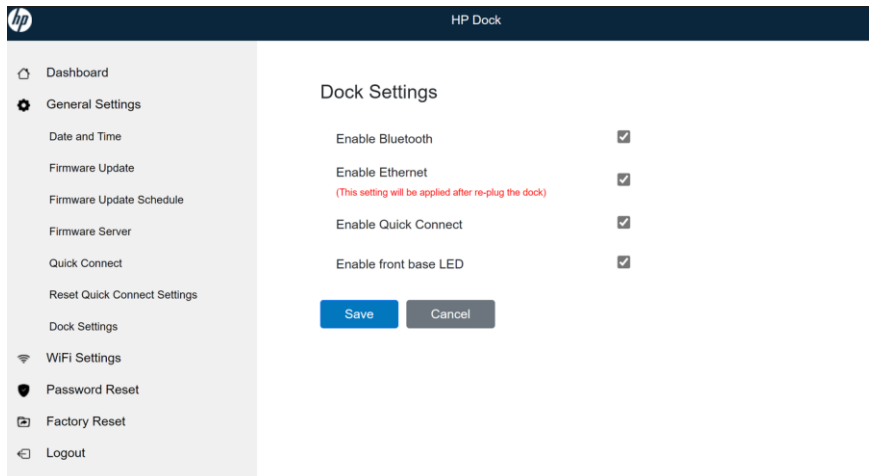 hp
HP Dock
Dashboard
General Settings
Date and Time
Firmware Update
Firmware Update Schedule
Firmware Server
Quick Connect
Reset Quick Connect Settings
Dock Settings
WiFi Settings
Password Reset
Factory Reset
Logout
Dock Settings
Enable Bluetooth
Enable Ethernet
(This setting will be applied after re-plug the dock)
Enable Quick Connect
Enable front base LED
Save Cancel